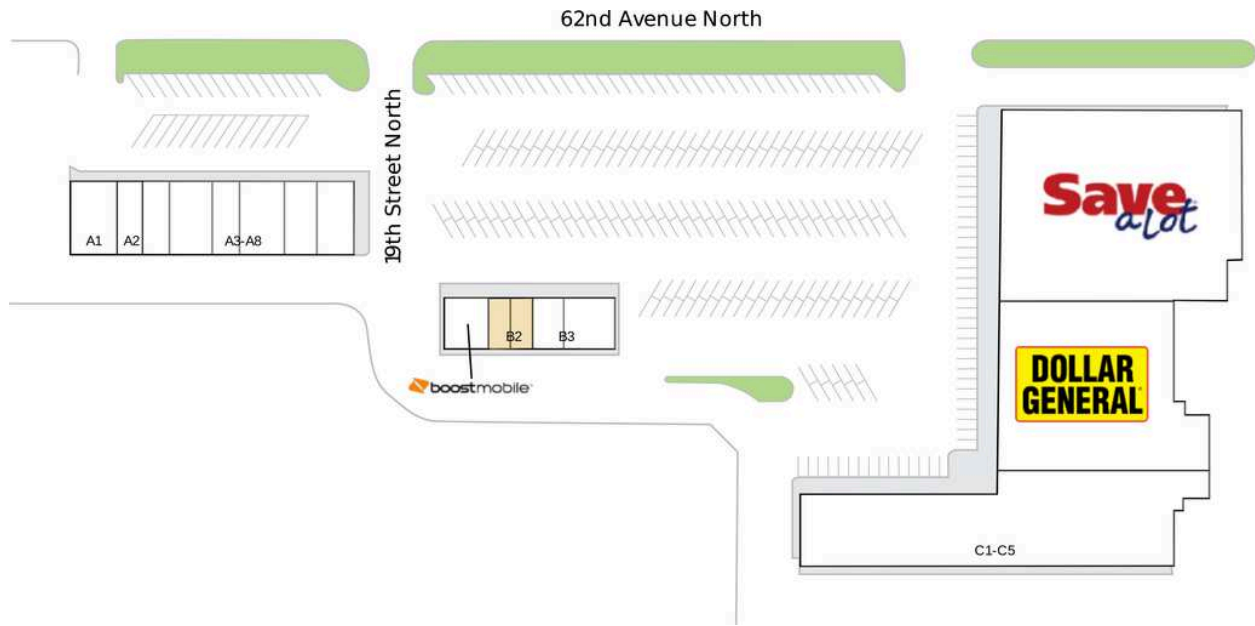 62nd Avenue North
19th Street North
Save
a Lot
A1
A2
A3-A8
B2
B3
boostmobile
DOLLAR
GENERAL
C1-C5